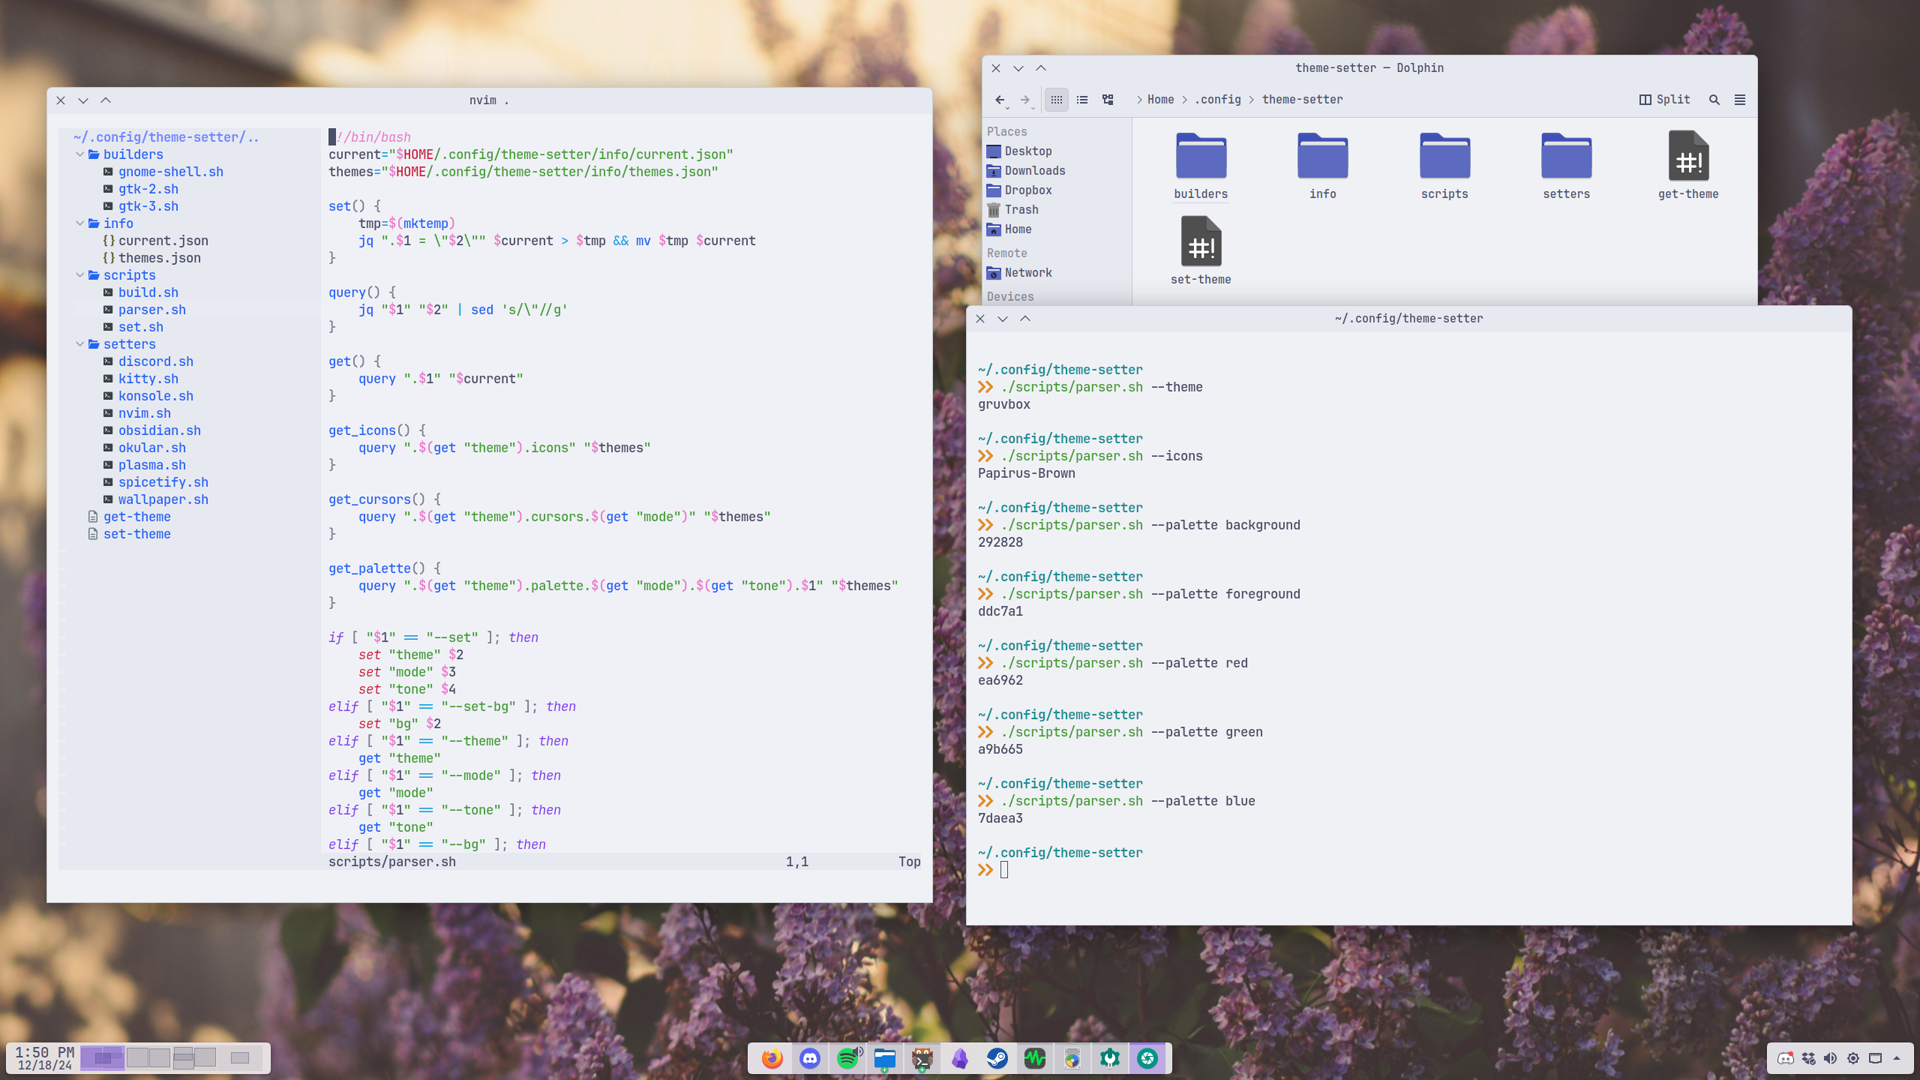 nvim .
~/.config/theme-setter/..
builders
gnome-shell.sh
gtk-2.sh
gtk-3.sh
info
{} current.json
{} themes.json
scripts
build.sh
parser.sh
set.sh
setters
discord.sh
kitty.sh
konsole.sh
nvim.sh
obsidian.sh
okular.sh
plasma.sh
spicetify.sh
wallpaper.sh
get-theme
set-theme
!/bin/bash
current="$HOME/.config/theme-setter/info/current.json"
themes="$HOME/.config/theme-setter/info/themes.json"
set() {
    tmp=$(mktemp)
    jq ".$1 = \"$2\"" $current > $tmp && mv $tmp $current
}
query() {
    jq "$1" "$2" | sed 's/\"//g'
}
get() {
    query ".$1" "$current"
}
get_icons() {
    query ".$(get "theme").icons" "$themes"
}
get_cursors() {
    query ".$(get "theme").cursors.$(get "mode")" "$themes"
}
get_palette() {
    query ".$(get "theme").palette.$(get "mode").$(get "tone").$1" "$themes"
}
if [ "$1" == "--set" ]; then
    set "theme" $2
    set "mode" $3
    set "tone" $4
elif [ "$1" == "--set-bg" ]; then
    set "bg" $2
elif [ "$1" == "--theme" ]; then
    get "theme"
elif [ "$1" == "--mode" ]; then
    get "mode"
elif [ "$1" == "--tone" ]; then
    get "tone"
elif [ "$1" == "--bg" ]; then
scripts/parser.sh 1,1 Top
theme-setter — Dolphin
> Home > .config > theme-setter
Split
Places
Desktop
Downloads
Dropbox
Trash
Home
Remote
Network
Devices
builders
info
scripts
setters
#!
get-theme
#!
set-theme
~/.config/theme-setter
~/.config/theme-setter
./scripts/parser.sh --theme
gruvbox
~/.config/theme-setter
./scripts/parser.sh --icons
Papirus-Brown
~/.config/theme-setter
./scripts/parser.sh --palette background
292828
~/.config/theme-setter
./scripts/parser.sh --palette foreground
ddc7a1
~/.config/theme-setter
./scripts/parser.sh --palette red
ea6962
~/.config/theme-setter
./scripts/parser.sh --palette green
a9b665
~/.config/theme-setter
./scripts/parser.sh --palette blue
7daea3
~/.config/theme-setter
1:50 PM
12/18/24